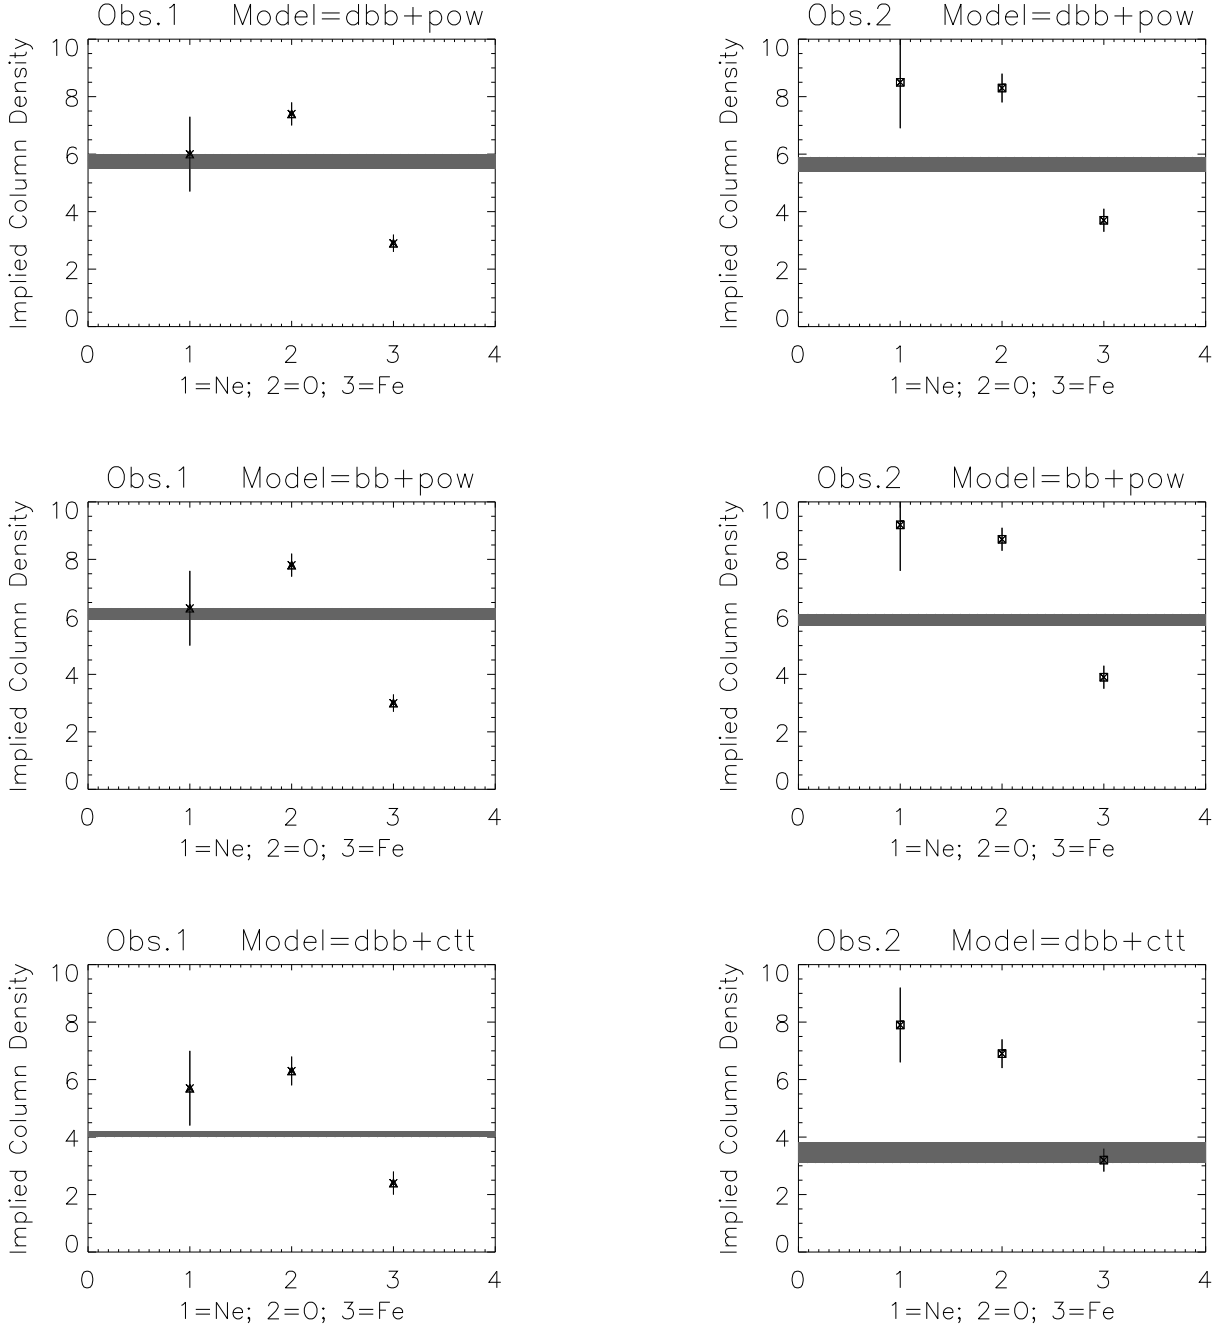 Obs.1 Model=dbb+pow
Implied Column Density
10
8
6
4
2
0
0 1 2 3 4
1=Ne; 2=O; 3=Fe
Obs.2 Model=dbb+pow
Implied Column Density
10
8
6
4
2
0
0 1 2 3 4
1=Ne; 2=O; 3=Fe
Obs.1 Model=bb+pow
Implied Column Density
10
8
6
4
2
0
0 1 2 3 4
1=Ne; 2=O; 3=Fe
Obs.2 Model=bb+pow
Implied Column Density
10
8
6
4
2
0
0 1 2 3 4
1=Ne; 2=O; 3=Fe
Obs.1 Model=dbb+ctt
Implied Column Density
10
8
6
4
2
0
0 1 2 3 4
1=Ne; 2=O; 3=Fe
Obs.2 Model=dbb+ctt
Implied Column Density
10
8
6
4
2
0
0 1 2 3 4
1=Ne; 2=O; 3=Fe